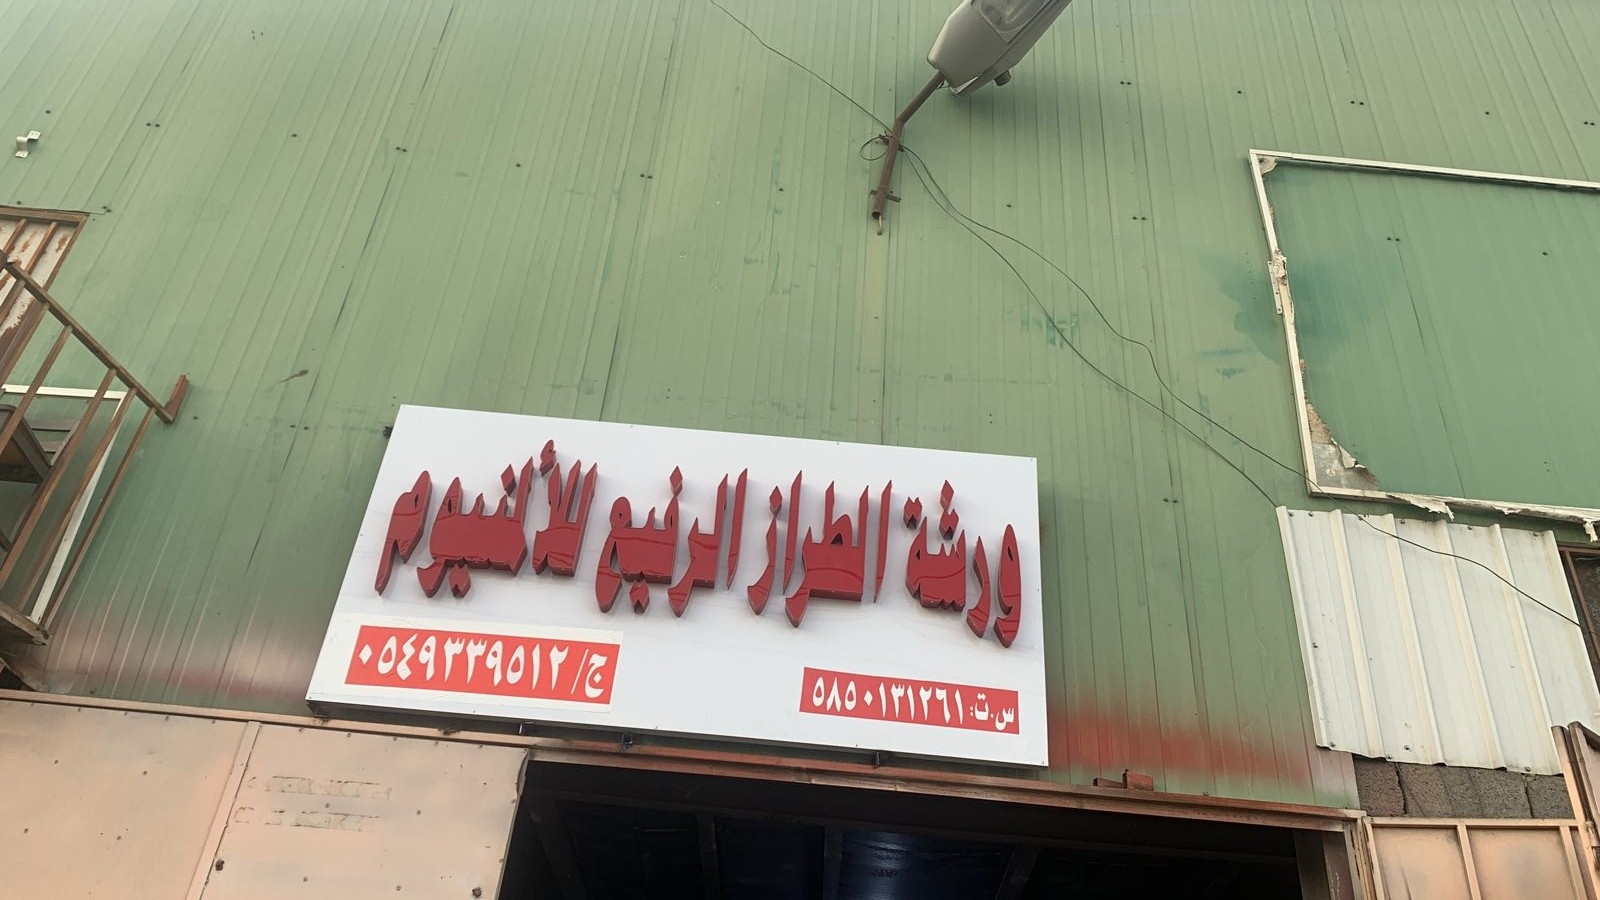 ورشة الطراز الرفيع للألمنيوم
س.ت: ٥٨٥٠١٣١٢٦١
ج/ ٠٥٤٩٣٣٩٥١٢